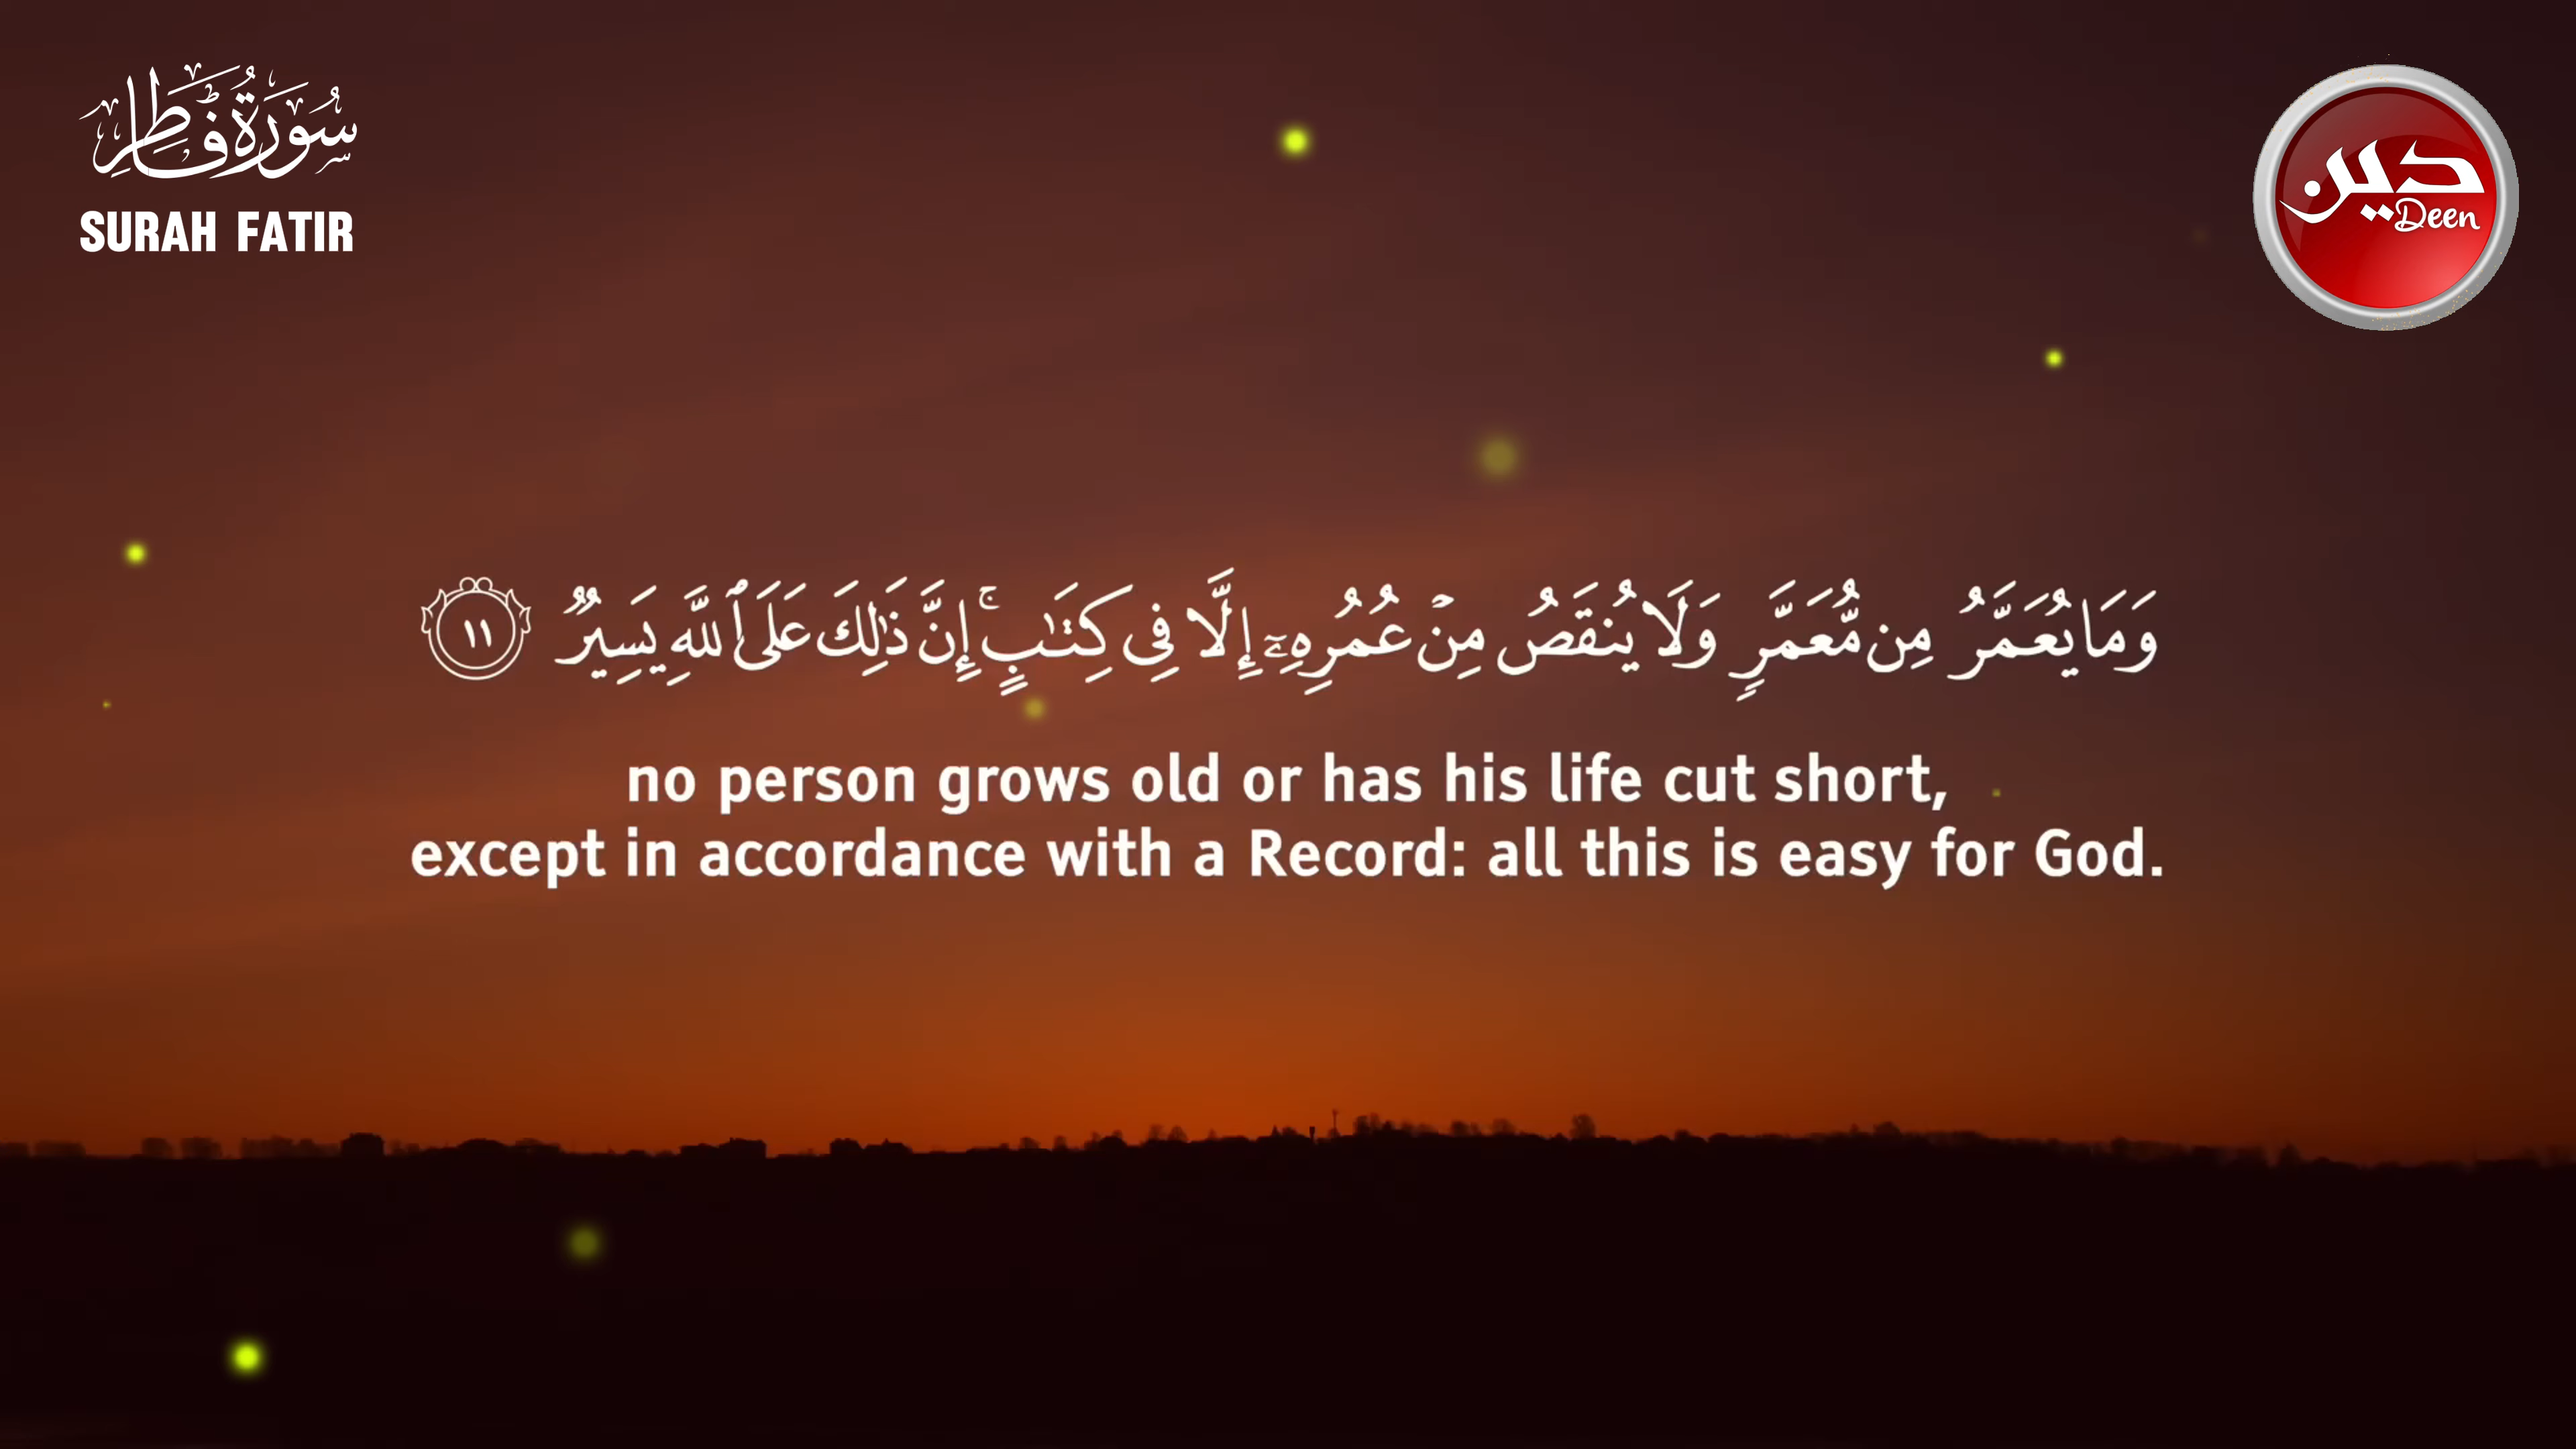 سُورَةُ فَاطِر
SURAH FATIR
دين
Deen
وَمَا يُعَمَّرُ مِن مُّعَمَّرٍ وَلَا يُنقَصُ مِنْ عُمُرِهِۦٓ إِلَّا فِى كِتَـٰبٍ ۚ إِنَّ ذَٰلِكَ عَلَى ٱللَّهِ يَسِيرٌ ١١
no person grows old or has his life cut short,
except in accordance with a Record: all this is easy for God.